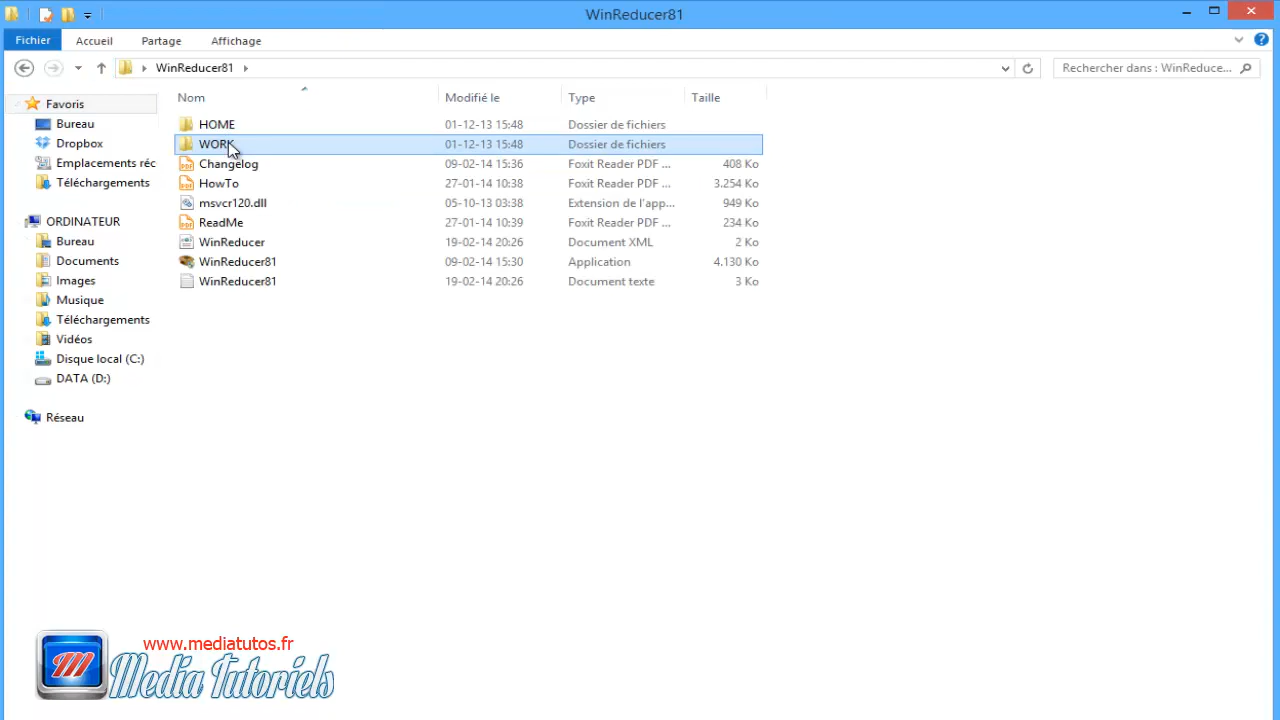 WinReducer81
Fichier Accueil Partage Affichage
WinReducer81 Rechercher dans : WinReduce...
Nom Modifié le Type Taille
Favoris
Bureau
Dropbox
Emplacements réc
Téléchargements
ORDINATEUR
Bureau
Documents
Images
Musique
Téléchargements
Vidéos
Disque local (C:)
DATA (D:)
Réseau
HOME 01-12-13 15:48 Dossier de fichiers
WORK 01-12-13 15:48 Dossier de fichiers
Changelog 09-02-14 15:36 Foxit Reader PDF ... 408 Ko
HowTo 27-01-14 10:38 Foxit Reader PDF ... 3.254 Ko
msvcr120.dll 05-10-13 03:38 Extension de l'app... 949 Ko
ReadMe 27-01-14 10:39 Foxit Reader PDF ... 234 Ko
WinReducer 19-02-14 20:26 Document XML 2 Ko
WinReducer81 09-02-14 15:30 Application 4.130 Ko
WinReducer81 19-02-14 20:26 Document texte 3 Ko
www.mediatutos.fr
Media Tutoriels